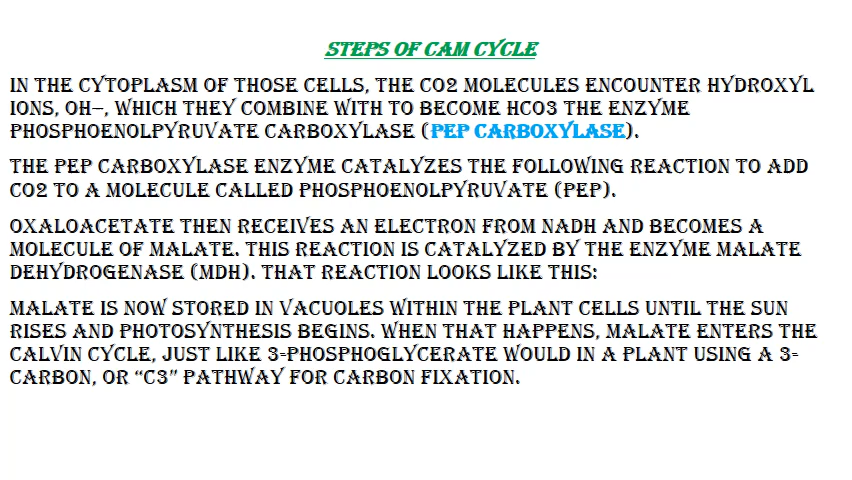 STEPS OF CAM CYCLE
IN THE CYTOPLASM OF THOSE CELLS, THE CO2 MOLECULES ENCOUNTER HYDROXYL
IONS, OH–, WHICH THEY COMBINE WITH TO BECOME HCO3 THE ENZYME
PHOSPHOENOLPYRUVATE CARBOXYLASE (PEP CARBOXYLASE).
THE PEP CARBOXYLASE ENZYME CATALYZES THE FOLLOWING REACTION TO ADD
CO2 TO A MOLECULE CALLED PHOSPHOENOLPYRUVATE (PEP).
OXALOACETATE THEN RECEIVES AN ELECTRON FROM NADH AND BECOMES A
MOLECULE OF MALATE. THIS REACTION IS CATALYZED BY THE ENZYME MALATE
DEHYDROGENASE (MDH). THAT REACTION LOOKS LIKE THIS:
MALATE IS NOW STORED IN VACUOLES WITHIN THE PLANT CELLS UNTIL THE SUN
RISES AND PHOTOSYNTHESIS BEGINS. WHEN THAT HAPPENS, MALATE ENTERS THE
CALVIN CYCLE, JUST LIKE 3-PHOSPHOGLYCERATE WOULD IN A PLANT USING A 3-
CARBON, OR “C3” PATHWAY FOR CARBON FIXATION.